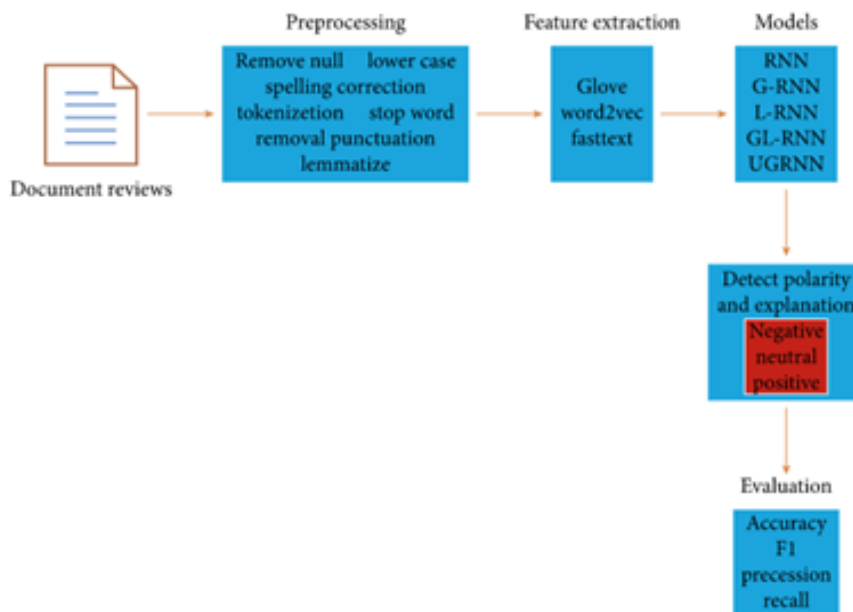 Document reviews
Preprocessing
Remove null lower case
spelling correction
tokenizetion stop word
removal punctuation
lemmatize
Feature extraction
Glove
word2vec
fasttext
Models
RNN
G-RNN
L-RNN
GL-RNN
UGRNN
Detect polarity
and explanation
Negative
neutral
positive
Evaluation
Accuracy
F1
precession
recall